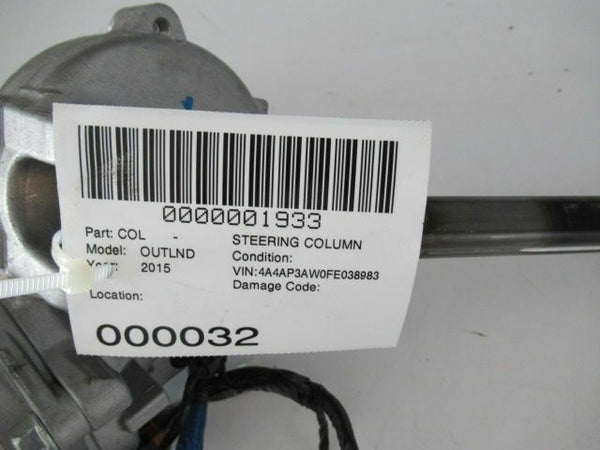 0000001933
Part: COL - STEERING COLUMN
Model: OUTLND Condition:
Year: 2015 VIN:4A4AP3AW0FE038983
Damage Code:
Location:
000032